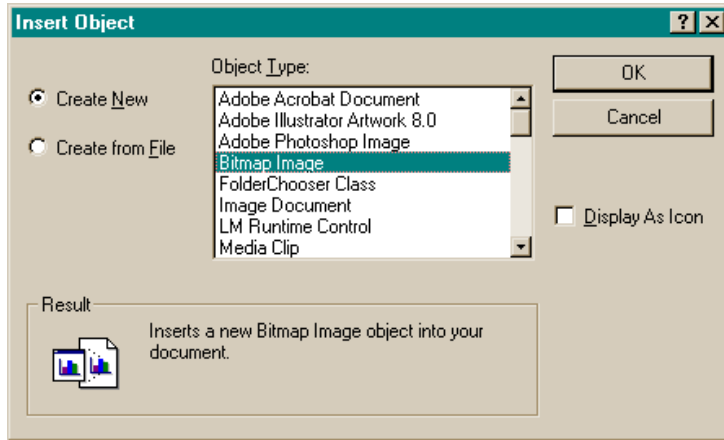 Insert Object
Object Type:
Create New
Create from File
Adobe Acrobat Document
Adobe Illustrator Artwork 8.0
Adobe Photoshop Image
Bitmap Image
FolderChooser Class
Image Document
LM Runtime Control
Media Clip
OK
Cancel
Display As Icon
Result
Inserts a new Bitmap Image object into your
document.